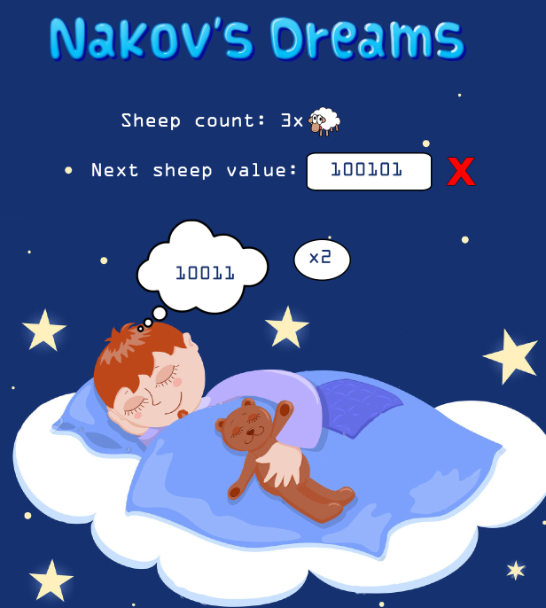 Nakov's Dreams
Sheep count: 3x
Next sheep value: 100101 X
10011
x2